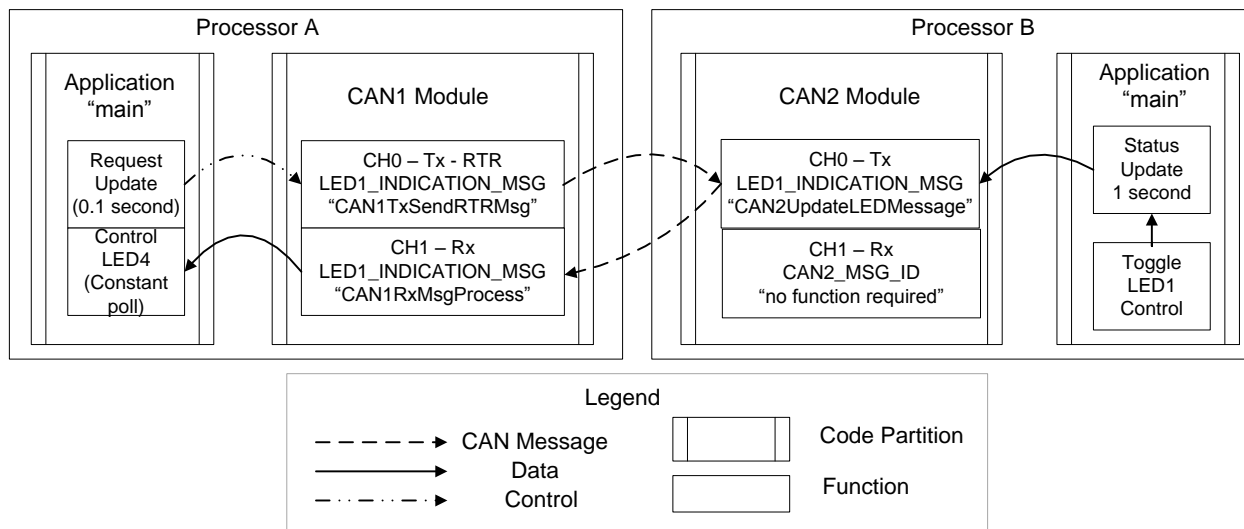 Processor A
Application
“main”
Request
Update
(0.1 second)
Control
LED4
(Constant
poll)
CAN1 Module
CH0 – Tx - RTR
LED1_INDICATION_MSG
“CAN1TxSendRTRMsg”
CH1 – Rx
LED1_INDICATION_MSG
“CAN1RxMsgProcess”
Processor B
CAN2 Module
CH0 – Tx
LED1_INDICATION_MSG
“CAN2UpdateLEDMessage”
CH1 – Rx
CAN2_MSG_ID
“no function required”
Application
“main”
Status
Update
1 second
Toggle
LED1
Control
Legend
CAN Message
Data
Control
Code Partition
Function